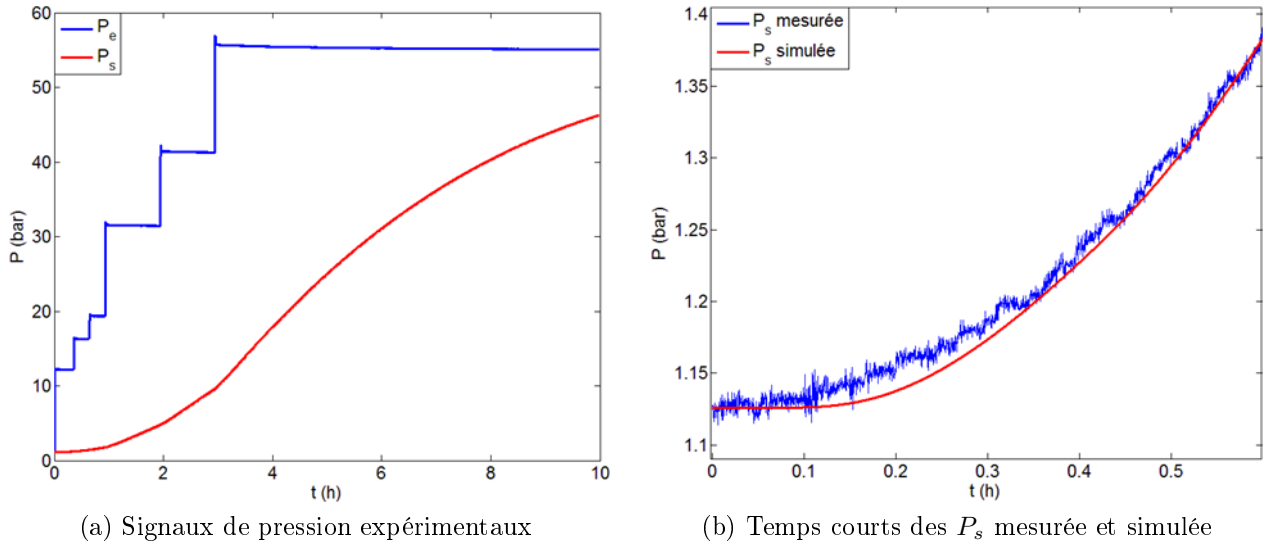 60
50
40
30
20
10
0
P (bar)
P_e
P_s
0
2
4
6
8
10
t (h)
(a) Signaux de pression expérimentaux
1.4
1.35
1.3
1.25
1.2
1.15
1.1
P (bar)
P_s mesurée
P_s simulée
0
0.1
0.2
0.3
0.4
0.5
t (h)
(b) Temps courts des P_s mesurée et simulée